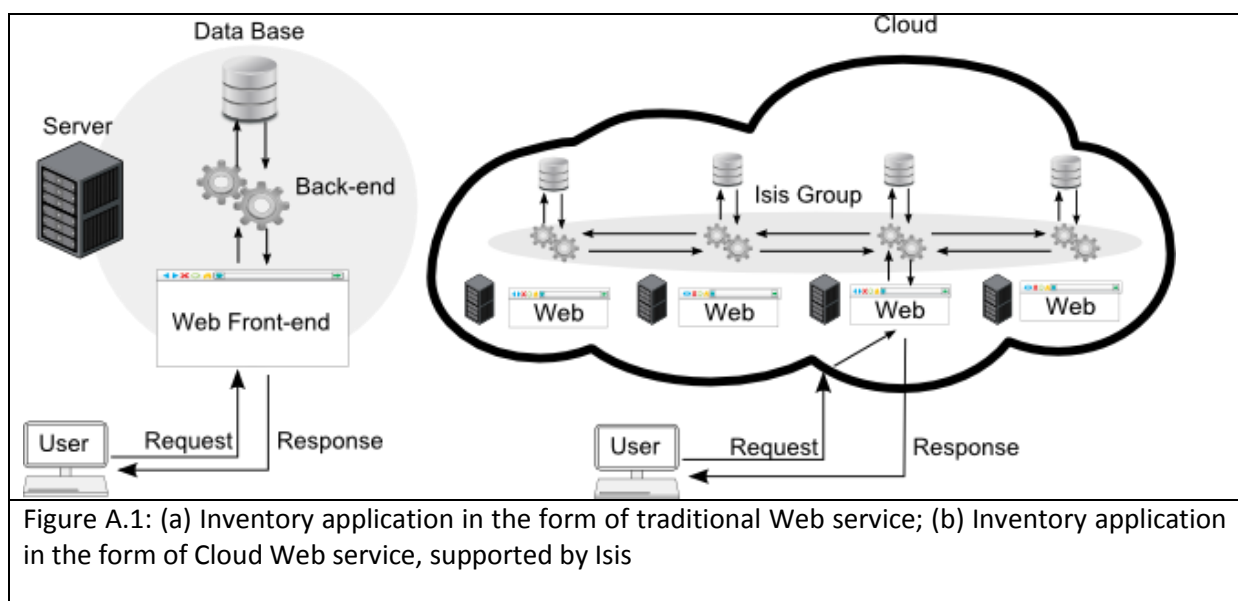 Data Base
Server
Back-end
Web Front-end
User
Request
Response
Cloud
Isis Group
Web
Web
Web
Web
User
Request
Response
Figure A.1: (a) Inventory application in the form of traditional Web service; (b) Inventory application
in the form of Cloud Web service, supported by Isis